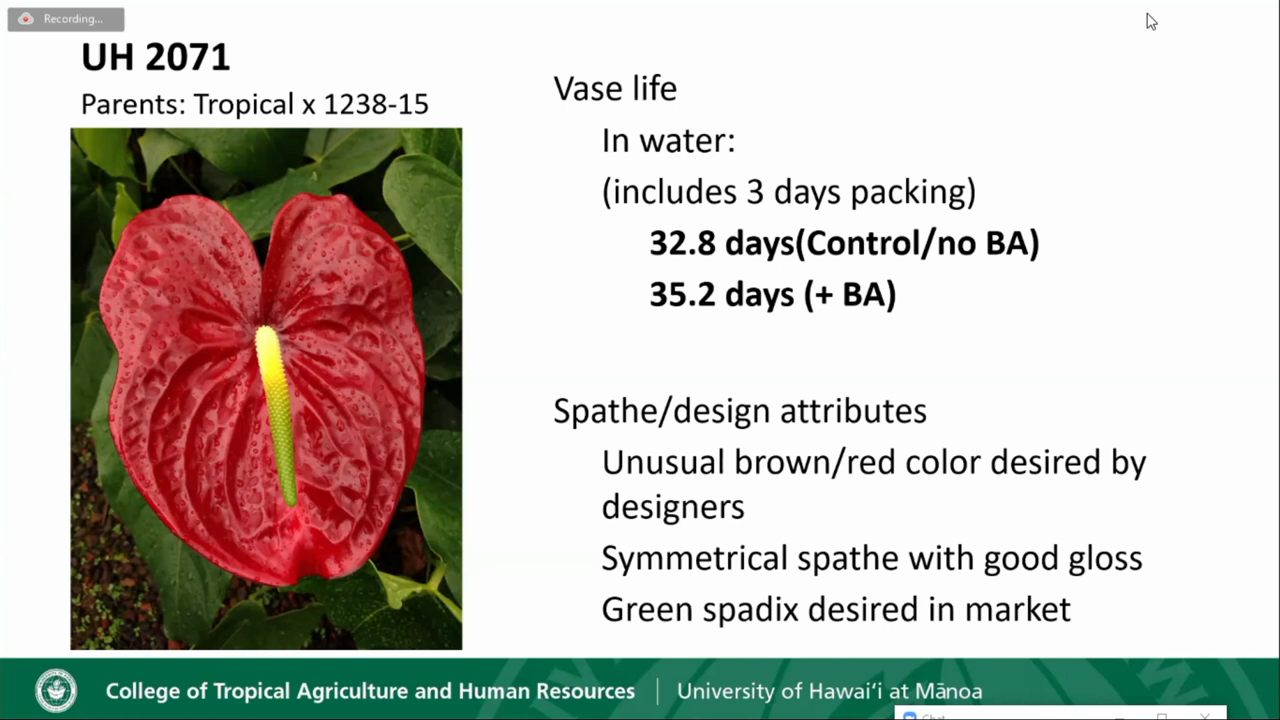 Recording...
UH 2071
Parents: Tropical x 1238-15
Vase life
In water:
(includes 3 days packing)
32.8 days(Control/no BA)
35.2 days (+ BA)
Spathe/design attributes
Unusual brown/red color desired by
designers
Symmetrical spathe with good gloss
Green spadix desired in market
College of Tropical Agriculture and Human Resources
University of Hawaiʻi at Mānoa
Chat